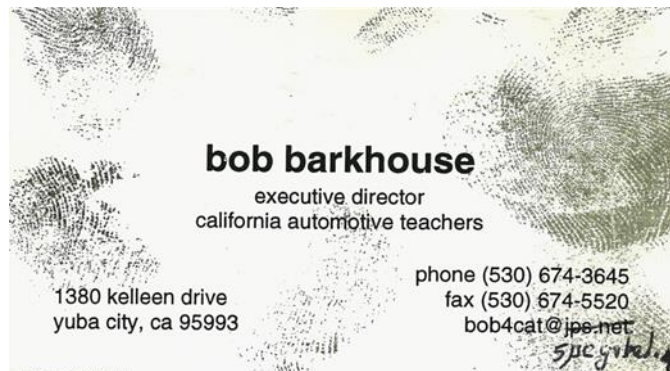 bob barkhouse
executive director
california automotive teachers
1380 kelleen drive
yuba city, ca 95993
phone (530) 674-3645
fax (530) 674-5520
bob4cat@jps.net